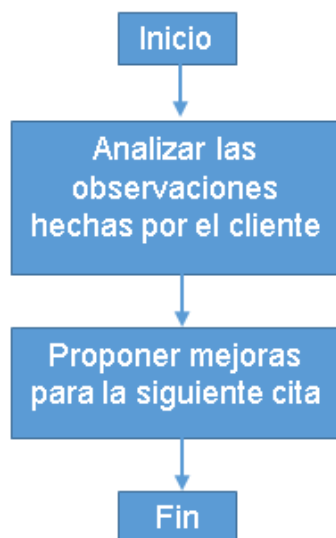 Inicio
Analizar las
observaciones
hechas por el cliente
Proponer mejoras
para la siguiente cita
Fin